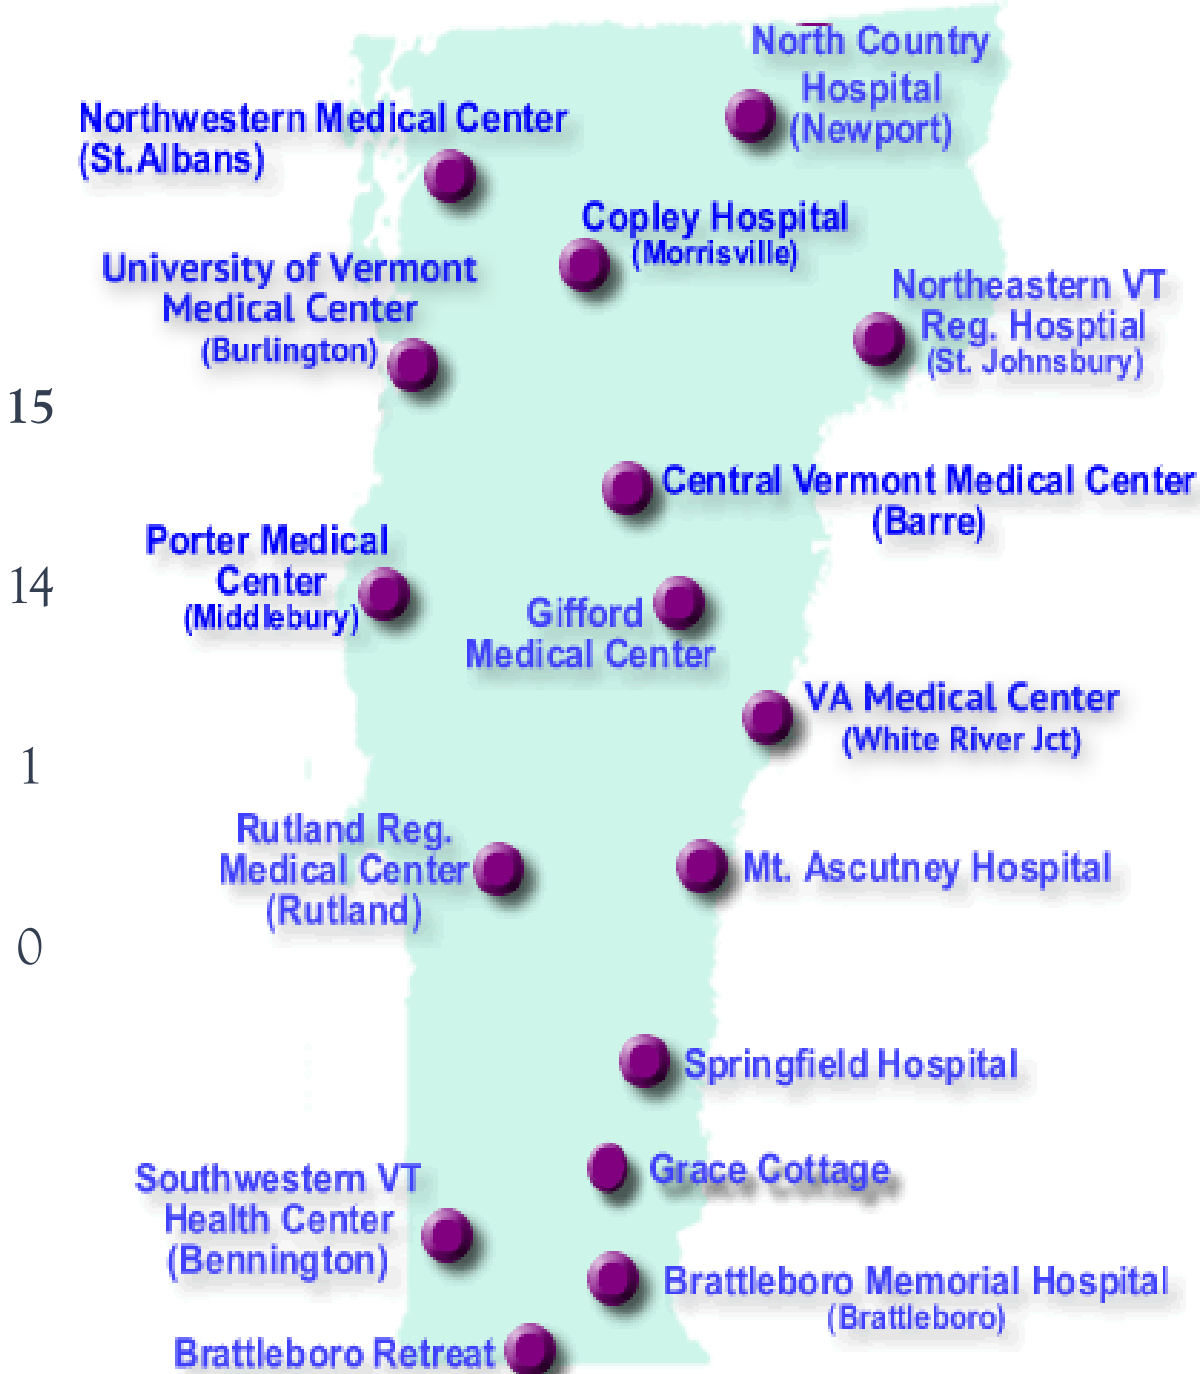 North Country
Hospital
(Newport)
Northwestern Medical Center
(St.Albans)
Copley Hospital
(Morrisville)
University of Vermont
Medical Center
(Burlington)
Northeastern VT
Reg. Hosptial
(St. Johnsbury)
15
Central Vermont Medical Center
(Barre)
Porter Medical
Center
(Middlebury)
14
Gifford
Medical Center
VA Medical Center
(White River Jct)
1
Rutland Reg.
Medical Center
(Rutland)
Mt. Ascutney Hospital
0
Springfield Hospital
Grace Cottage
Southwestern VT
Health Center
(Bennington)
Brattleboro Memorial Hospital
(Brattleboro)
Brattleboro Retreat